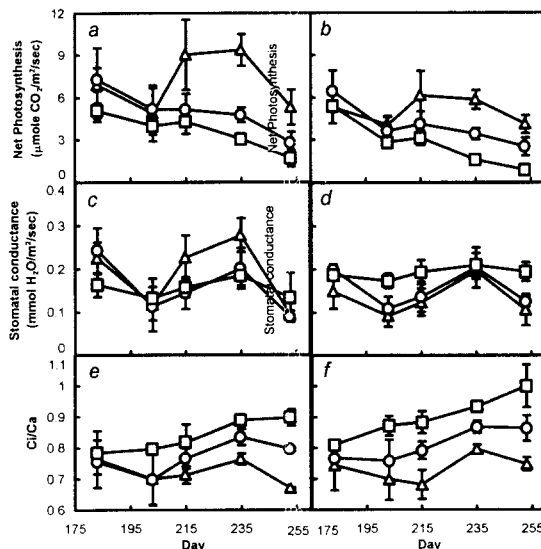 a
b
12
9
6
3
0
Net Photosynthesis
(µmole CO₂/m²/sec)
Net Photosynthesis
c
d
0.4
0.3
0.2
0.1
0
Stomatal conductance
(mmol H₂O/m²/sec)
Stomatal conductance
e
f
1.1
1
0.9
0.8
0.7
0.6
Ci/Ca
175 195 215 235 255
175 195 215 235 255
Day
Day